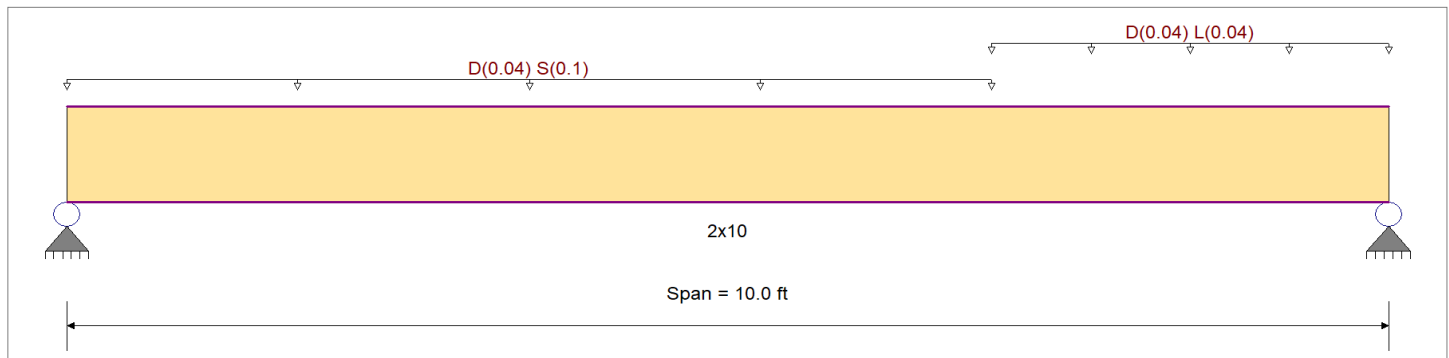 D(0.04) L(0.04)
D(0.04) S(0.1)
2x10
Span = 10.0 ft